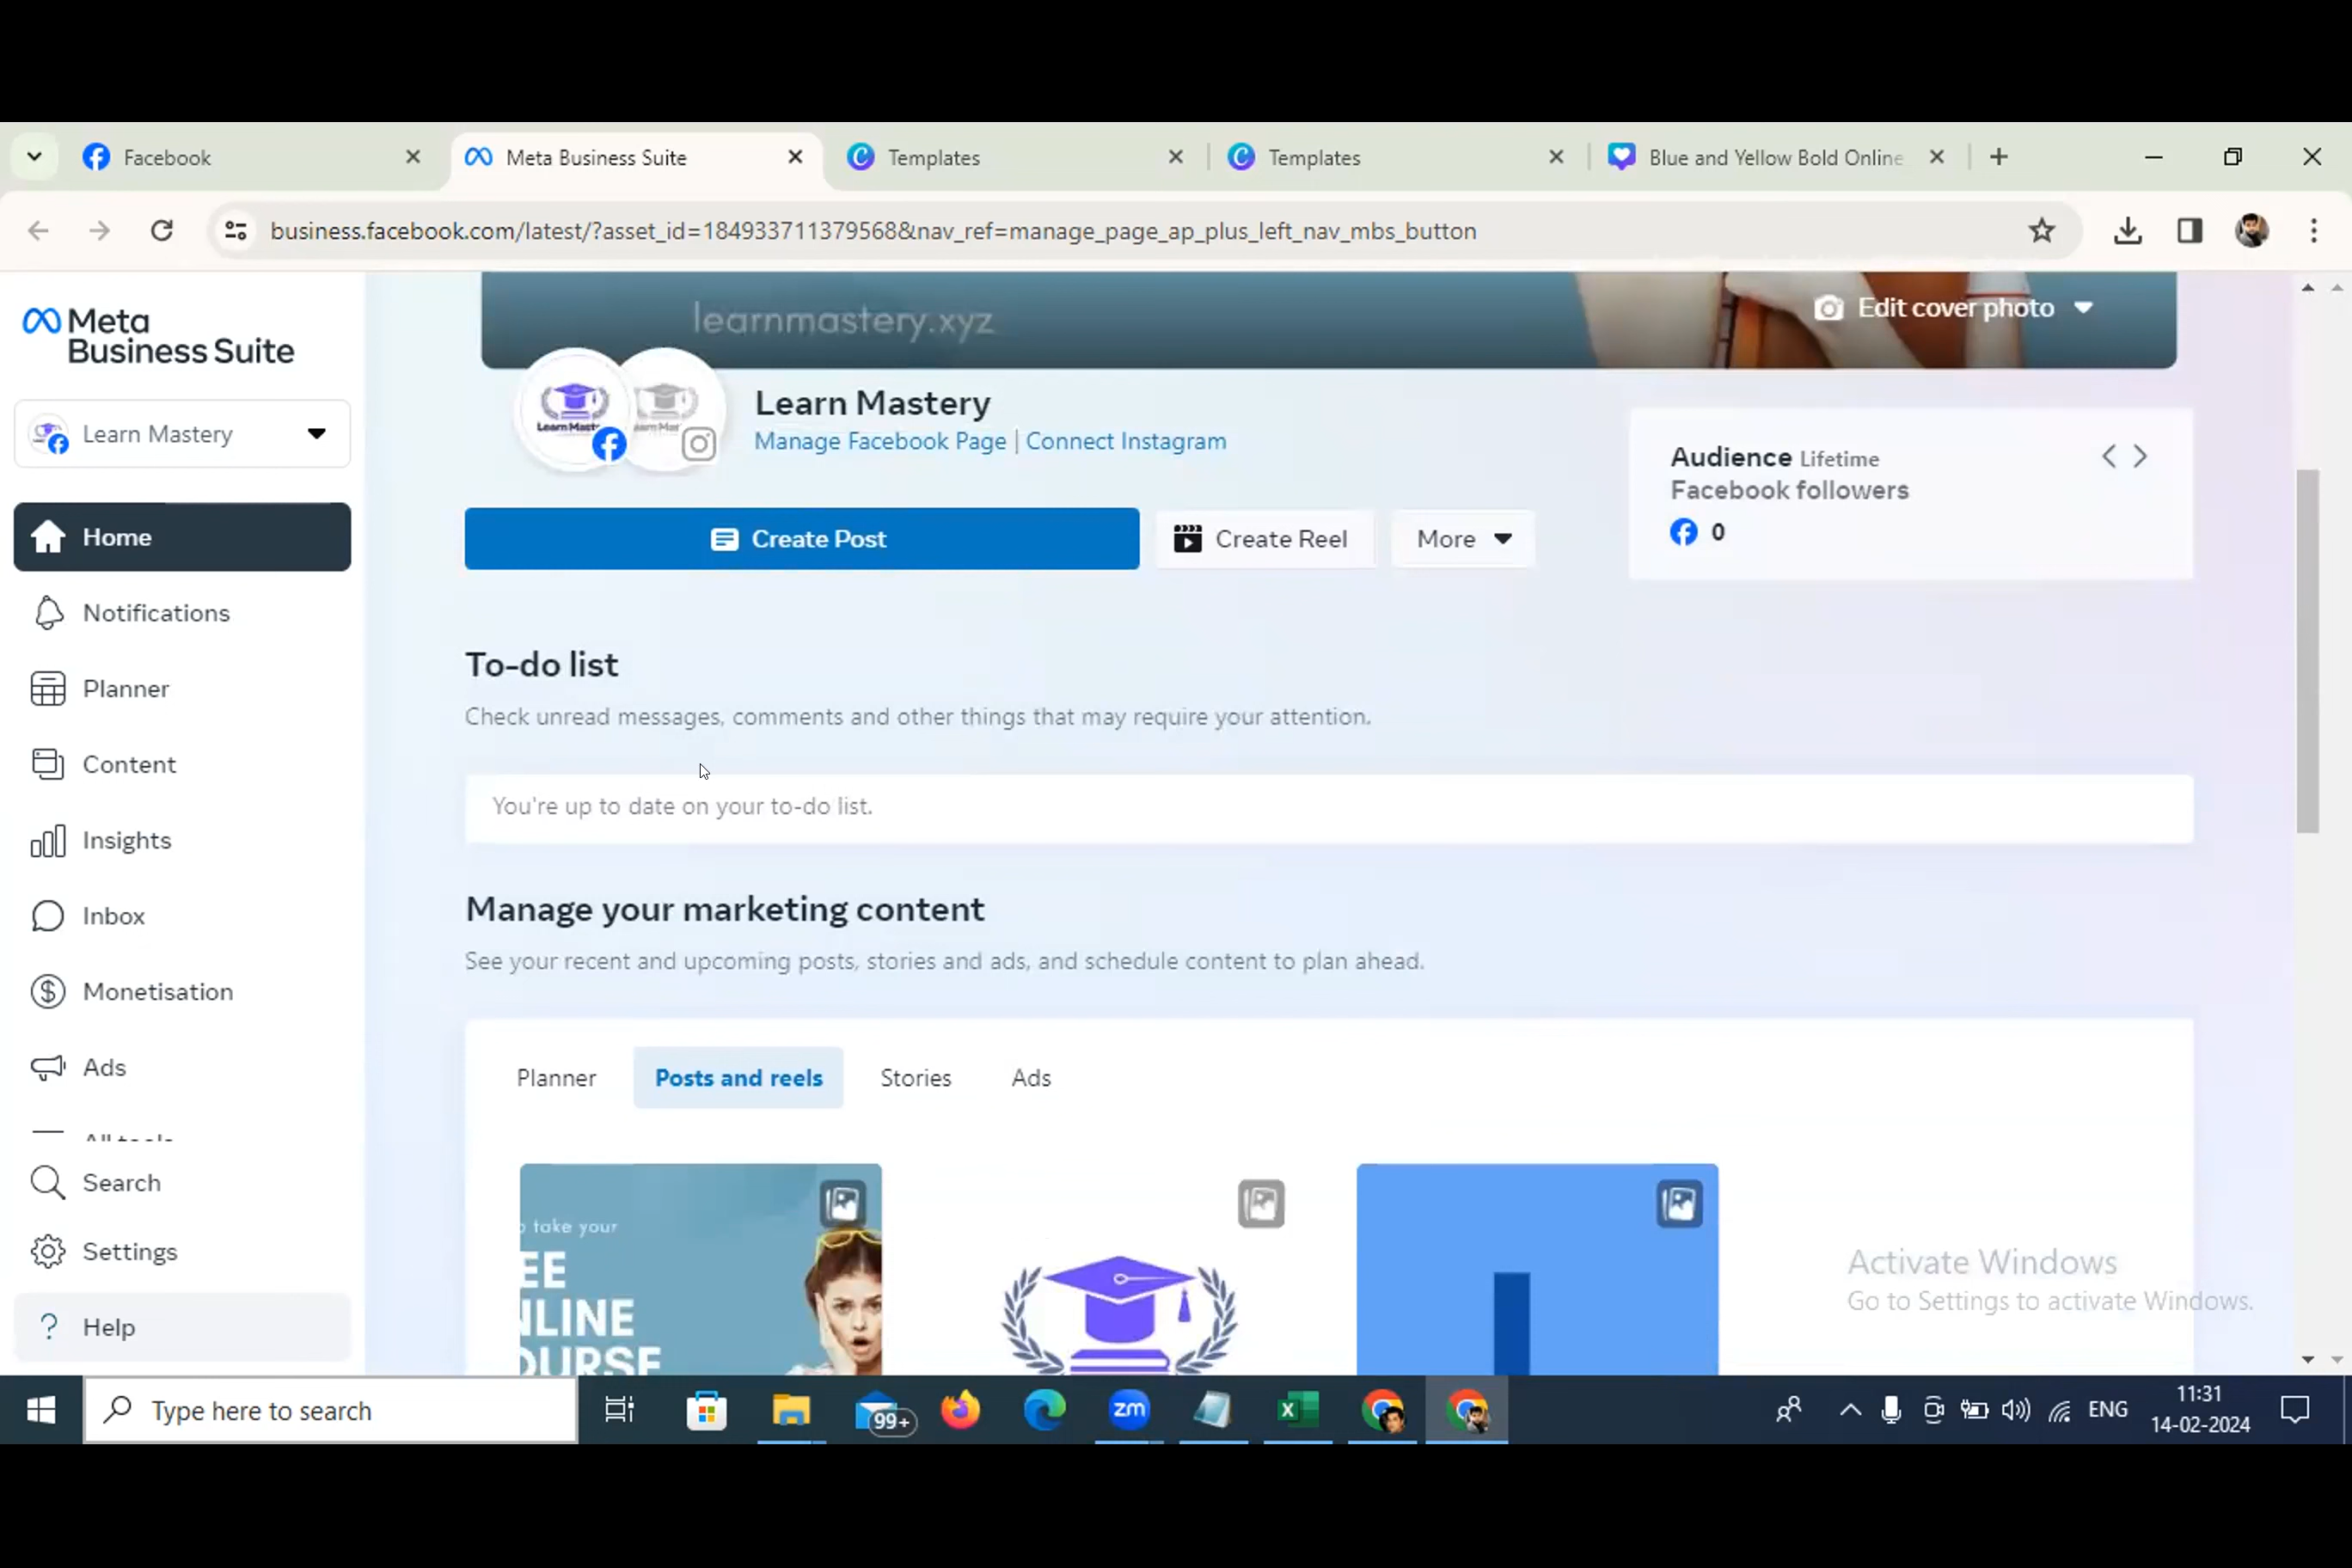 Facebook
Meta Business Suite
Templates
Templates
Blue and Yellow Bold Online
business.facebook.com/latest/?asset_id=184933711379568&nav_ref=manage_page_ap_plus_left_nav_mbs_button
Meta
Business Suite
Learn Mastery
Home
Notifications
Planner
Content
Insights
Inbox
Monetisation
Ads
All tools
Search
Settings
Help
learnmastery.xyz
Edit cover photo
Learn Mastery
Manage Facebook Page | Connect Instagram
Audience Lifetime
Facebook followers
0
Create Post
Create Reel
More
To-do list
Check unread messages, comments and other things that may require your attention.
You're up to date on your to-do list.
Manage your marketing content
See your recent and upcoming posts, stories and ads, and schedule content to plan ahead.
Planner
Posts and reels
Stories
Ads
take your
EE
NLINE
OURSE
Activate Windows
Go to Settings to activate Windows.
Type here to search
99+
zm
ENG
11:31
14-02-2024